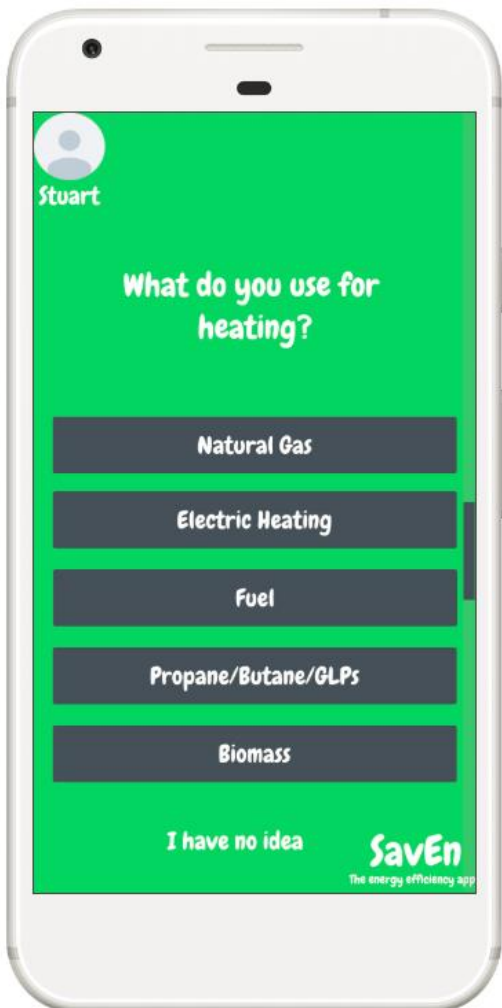 Stuart
What do you use for
heating?
Natural Gas
Electric Heating
Fuel
Propane/Butane/GLPs
Biomass
I have no idea
SavEn
The energy efficiency app